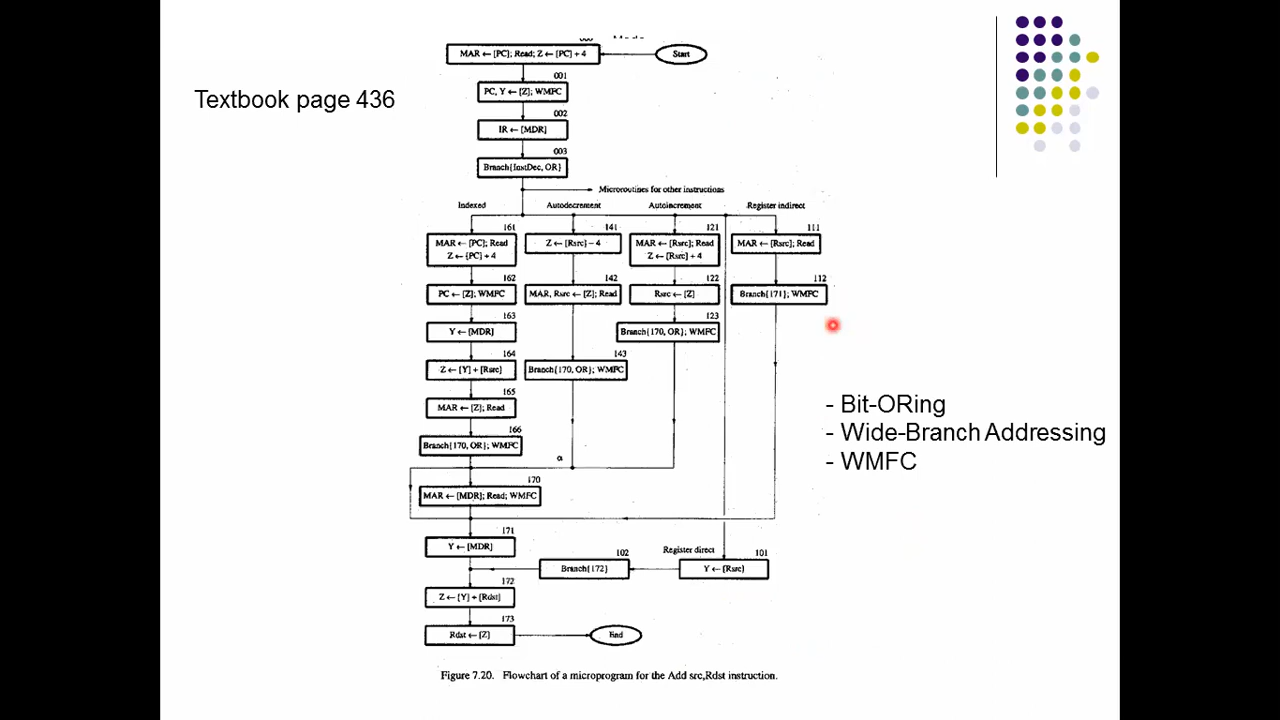 MAR ← [PC]; Read; Z ← [PC] + 4
Start
001
Textbook page 436
PC, Y ← [Z]; WMFC
002
IR ← [MDR]
003
Branch{InstDec, OR}
Microroutines for other instructions
Indexed
Autodecrement
Autoincrement
Register indirect
161
141
121
111
MAR ← [PC]; Read
Z ← [PC] + 4
Z ← [Rsrc] − 4
MAR ← [Rsrc]; Read
Z ← [Rsrc] + 4
MAR ← [Rsrc]; Read
162
142
122
112
PC ← [Z]; WMFC
MAR, Rsrc ← [Z]; Read
Rsrc ← [Z]
Branch{171}; WMFC
163
123
Y ← [MDR]
Branch{170, OR}; WMFC
164
143
Z ← [Y] + [Rsrc]
Branch{170, OR}; WMFC
165
MAR ← [Z]; Read
166
Branch{170, OR}; WMFC
- Bit-ORing
- Wide-Branch Addressing
- WMFC
α
170
MAR ← [MDR]; Read; WMFC
171
Y ← [MDR]
Register direct
102
101
Branch{172}
Y ← [Rsrc]
172
Z ← [Y] + [Rdst]
173
Rdst ← [Z]
End
Figure 7.20. Flowchart of a microprogram for the Add src,Rdst instruction.